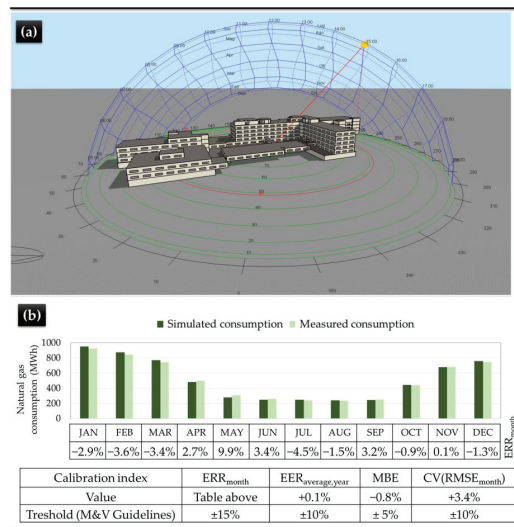 (a)
(b)
Simulated consumption Measured consumption
Natural gas consumption (MWh)
1000
800
600
400
200
0
JAN FEB MAR APR MAY JUN JUL AUG SEP OCT NOV DEC
−2.9% −3.6% −3.4% 2.7% 9.9% 3.4% −4.5% −1.5% 3.2% −0.9% 0.1% −1.3%
ERRmonth
Calibration index ERRmonth EERaverage,year MBE CV(RMSEmonth)
Value Table above +0.1% −0.8% +3.4%
Treshold (M&V Guidelines) ±15% ±10% ± 5% ±10%